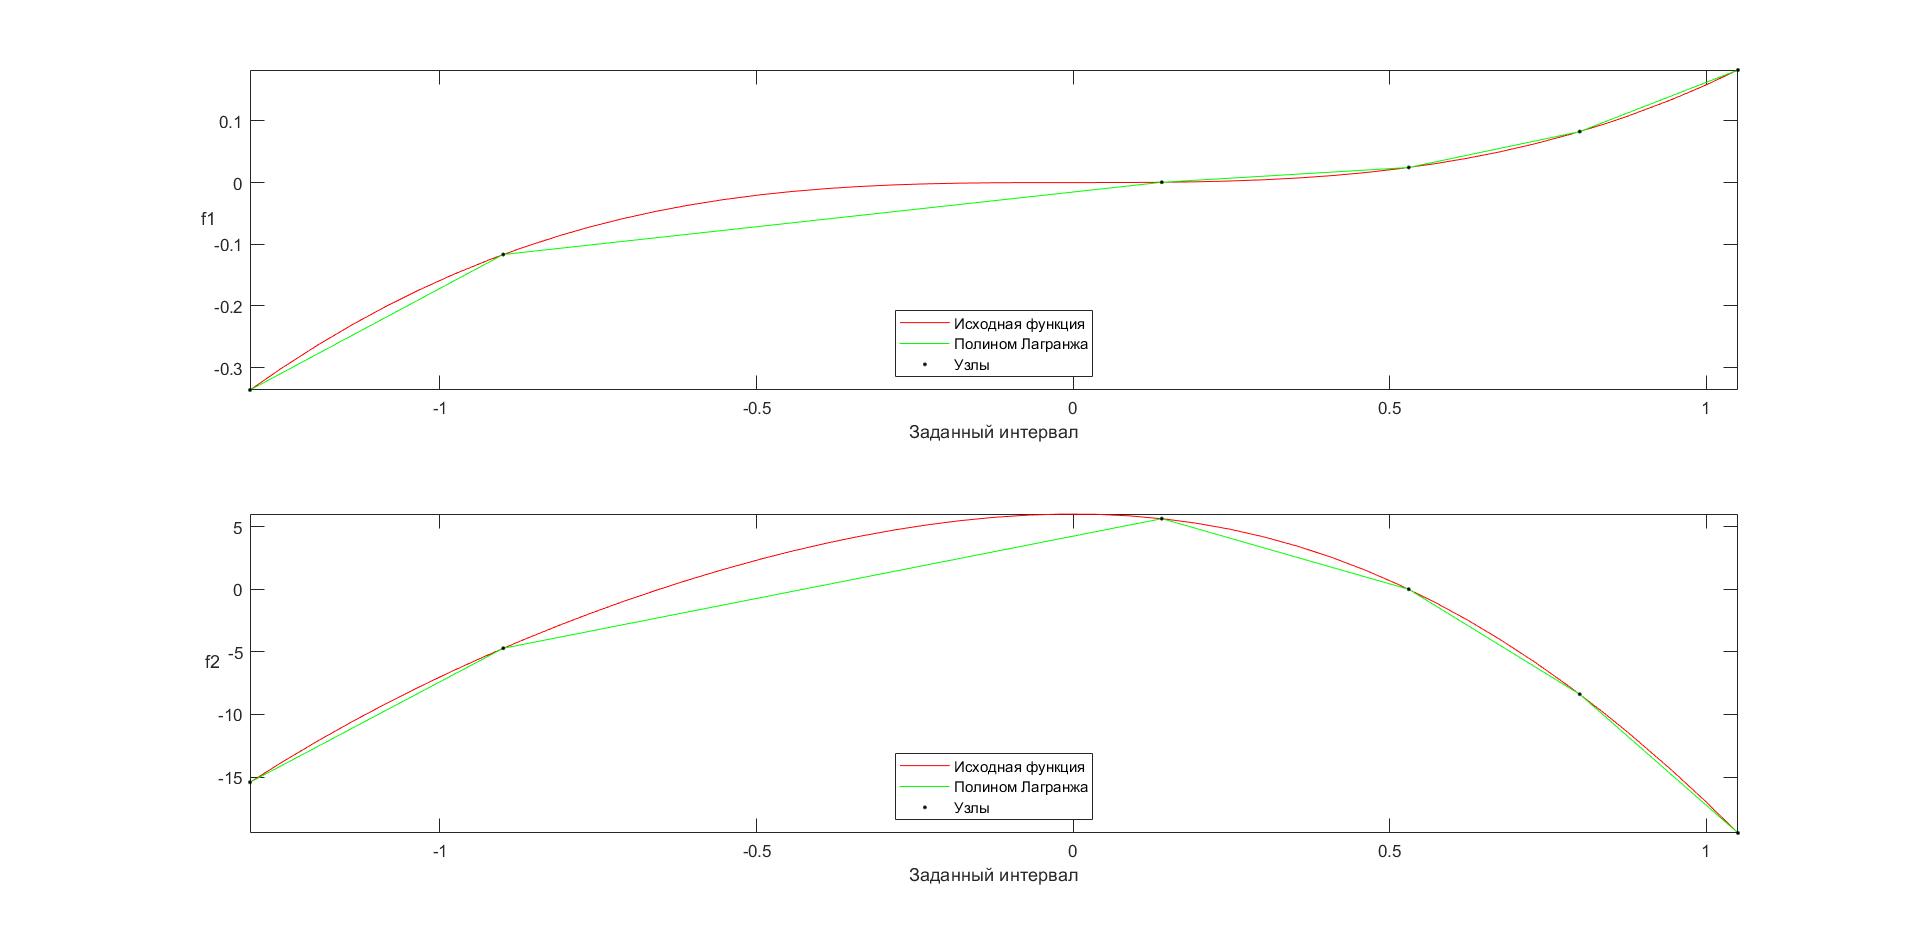 0.1
0
-0.1
-0.2
-0.3
f1
Исходная функция
Полином Лагранжа
Узлы
-1 -0.5 0 0.5 1
Заданный интервал
5
0
-5
-10
-15
f2
Исходная функция
Полином Лагранжа
Узлы
-1 -0.5 0 0.5 1
Заданный интервал